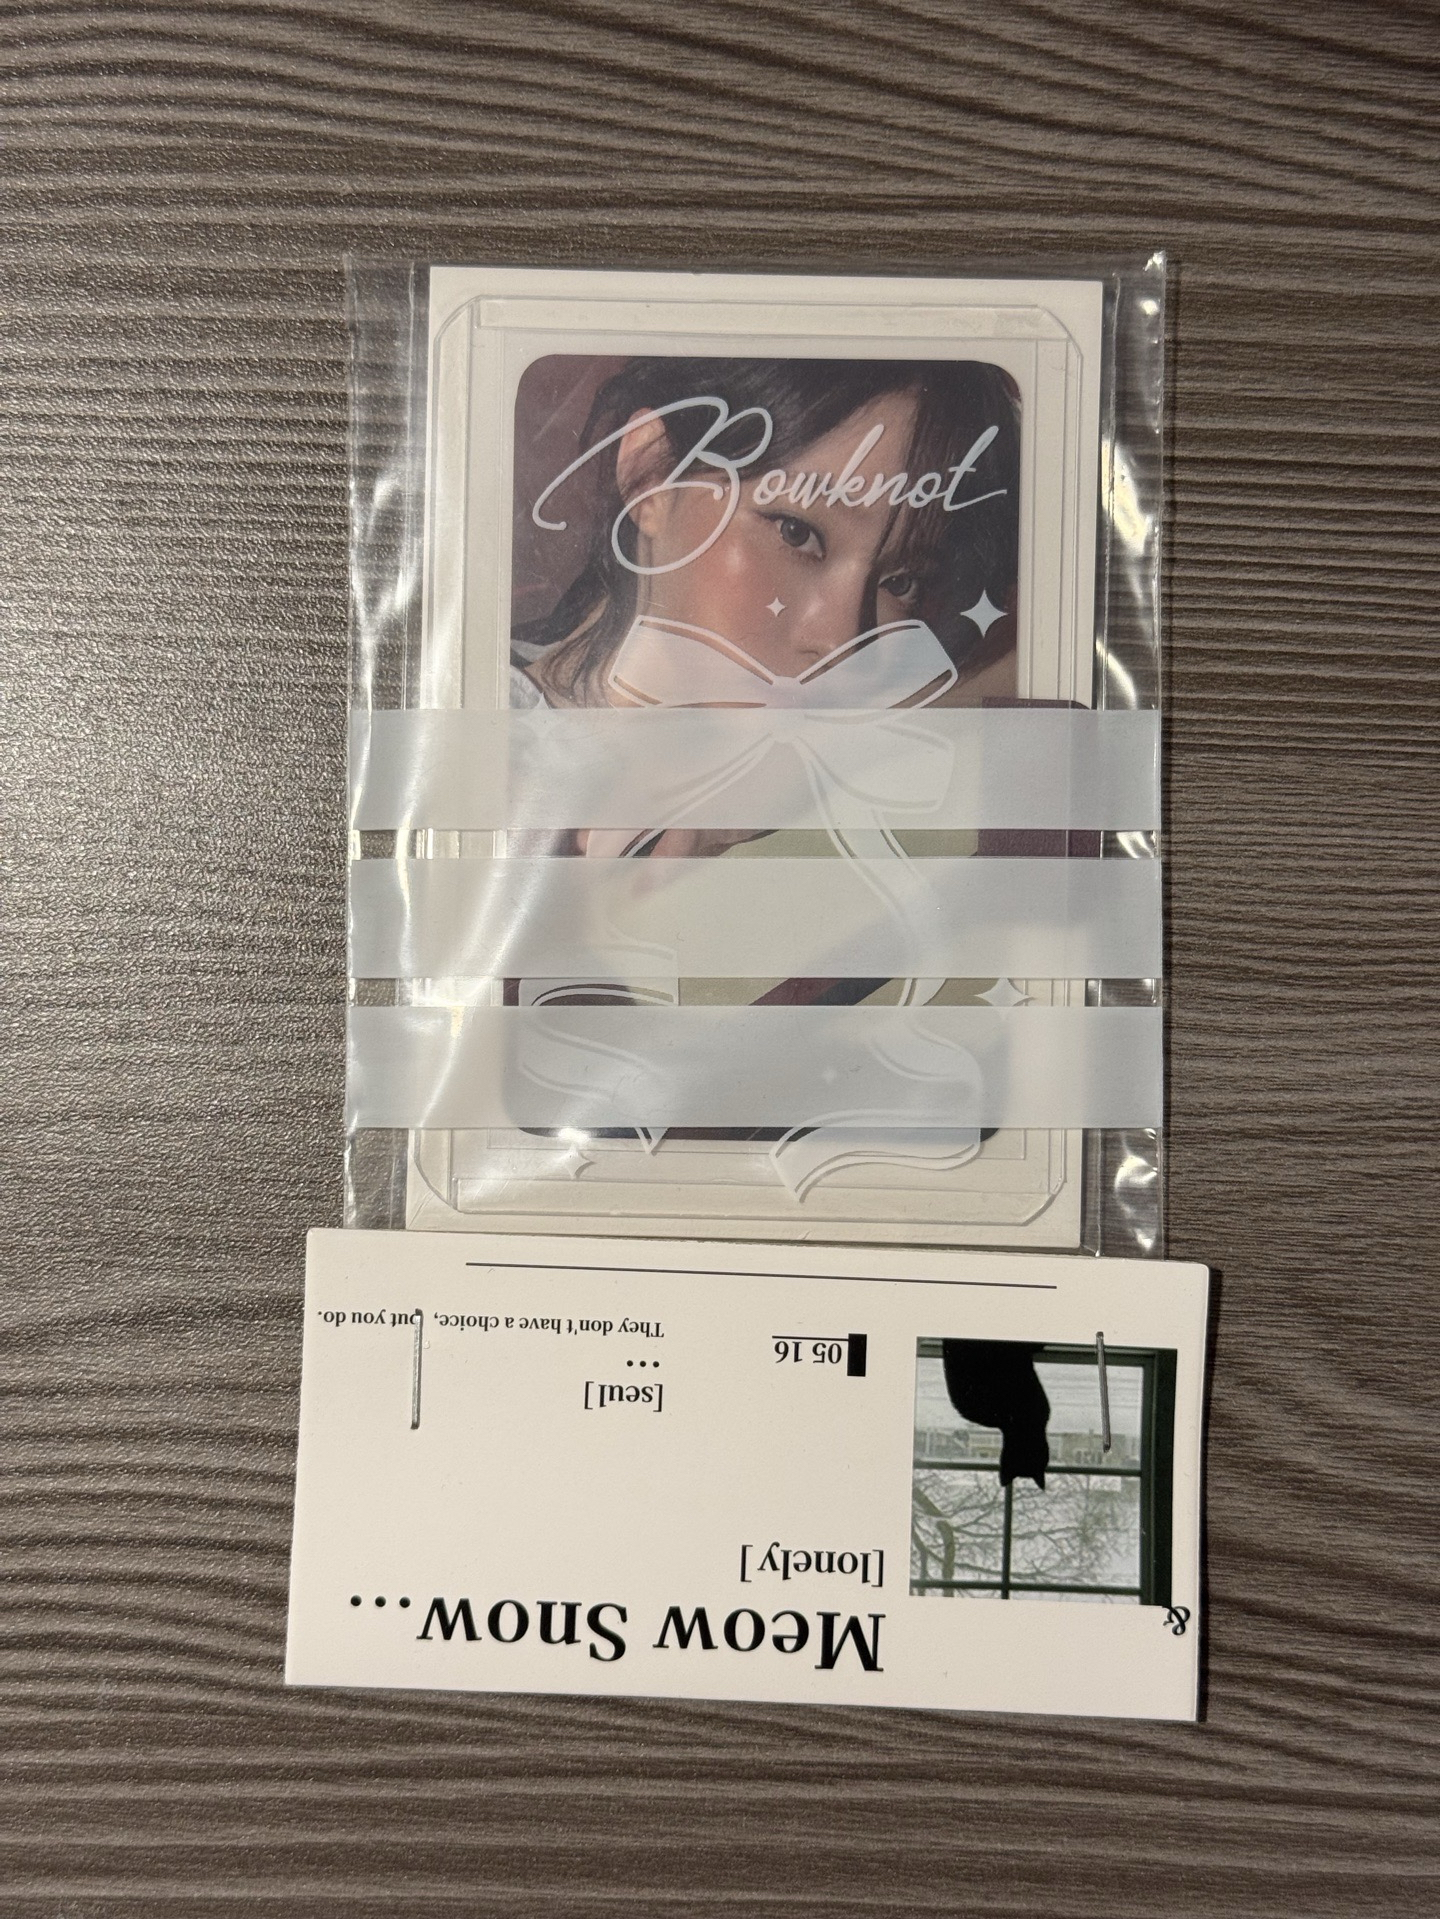 Bowknot
&
Meow Snow...
[lonely]
[seul]
...
05 16
They don't have a choice, but you do.